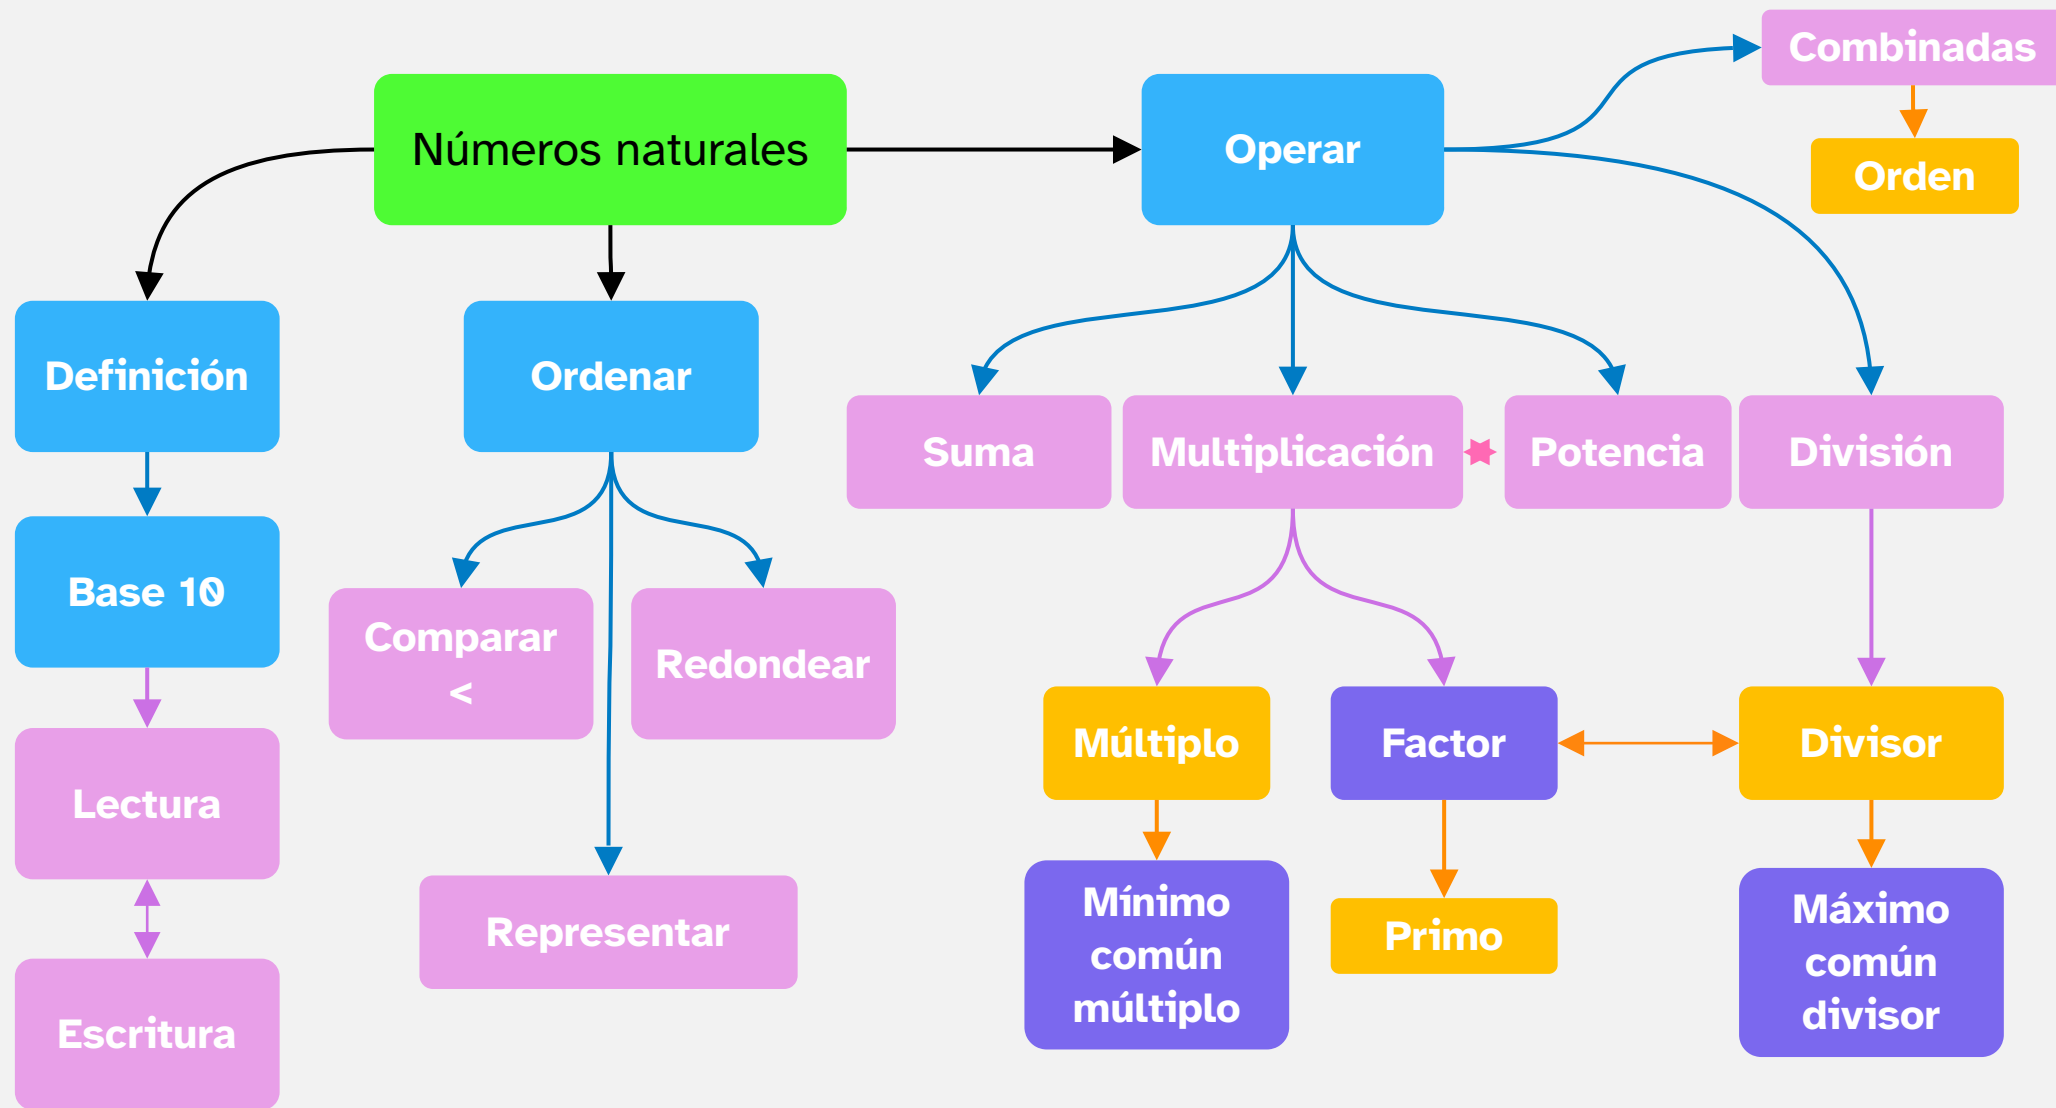 Combinadas
Números naturales
Operar
Orden
Definición
Ordenar
Suma
Multiplicación
Potencia
División
Base 10
Comparar
<
Redondear
Lectura
Múltiplo
Factor
Divisor
Representar
Mínimo
común
múltiplo
Primo
Máximo
común
divisor
Escritura